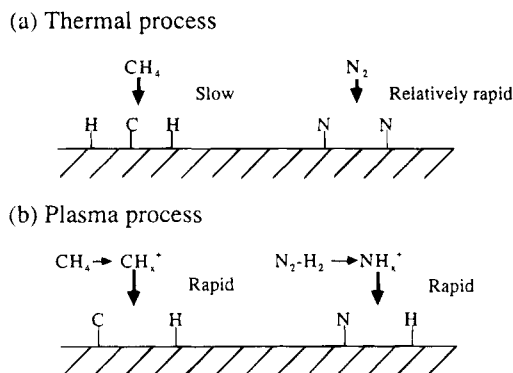 (a) Thermal process
CH₄ N₂
Slow Relatively rapid
H C H N N
(b) Plasma process
CH₄→CHₓ⁺ N₂-H₂→NHₓ⁺
Rapid Rapid
C H N H